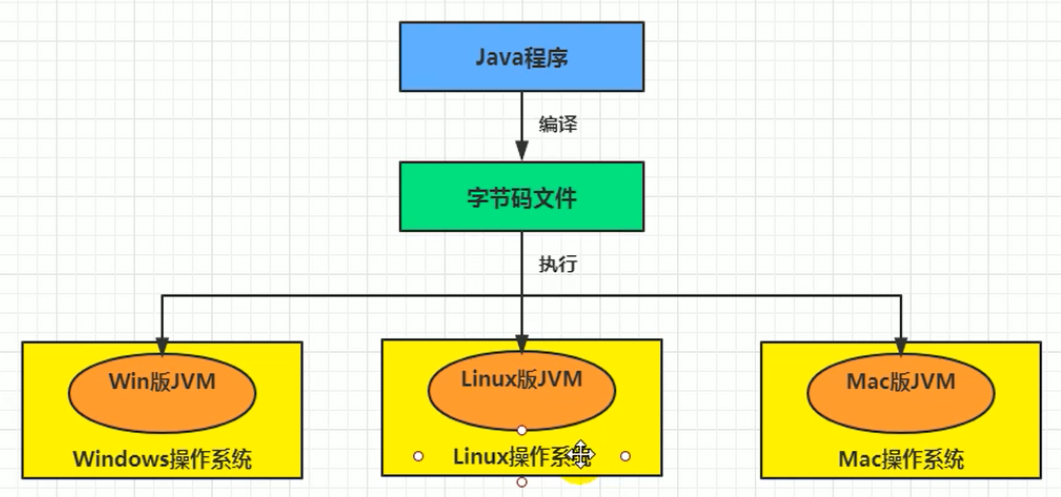 Java程序
编译
字节码文件
执行
Win版JVM
Linux版JVM
Mac版JVM
Windows操作系统
Linux操作系统
Mac操作系统